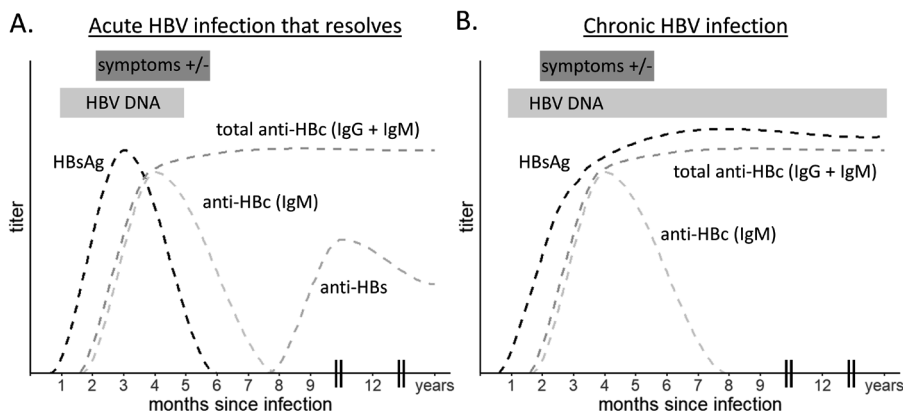 A.
Acute HBV infection that resolves
symptoms +/-
HBV DNA
total anti-HBc (IgG + IgM)
HBsAg
anti-HBc (IgM)
anti-HBs
titer
1 2 3 4 5 6 7 8 9 12 years
months since infection
B.
Chronic HBV infection
symptoms +/-
HBV DNA
HBsAg
total anti-HBc (IgG + IgM)
anti-HBc (IgM)
titer
1 2 3 4 5 6 7 8 9 12 years
months since infection